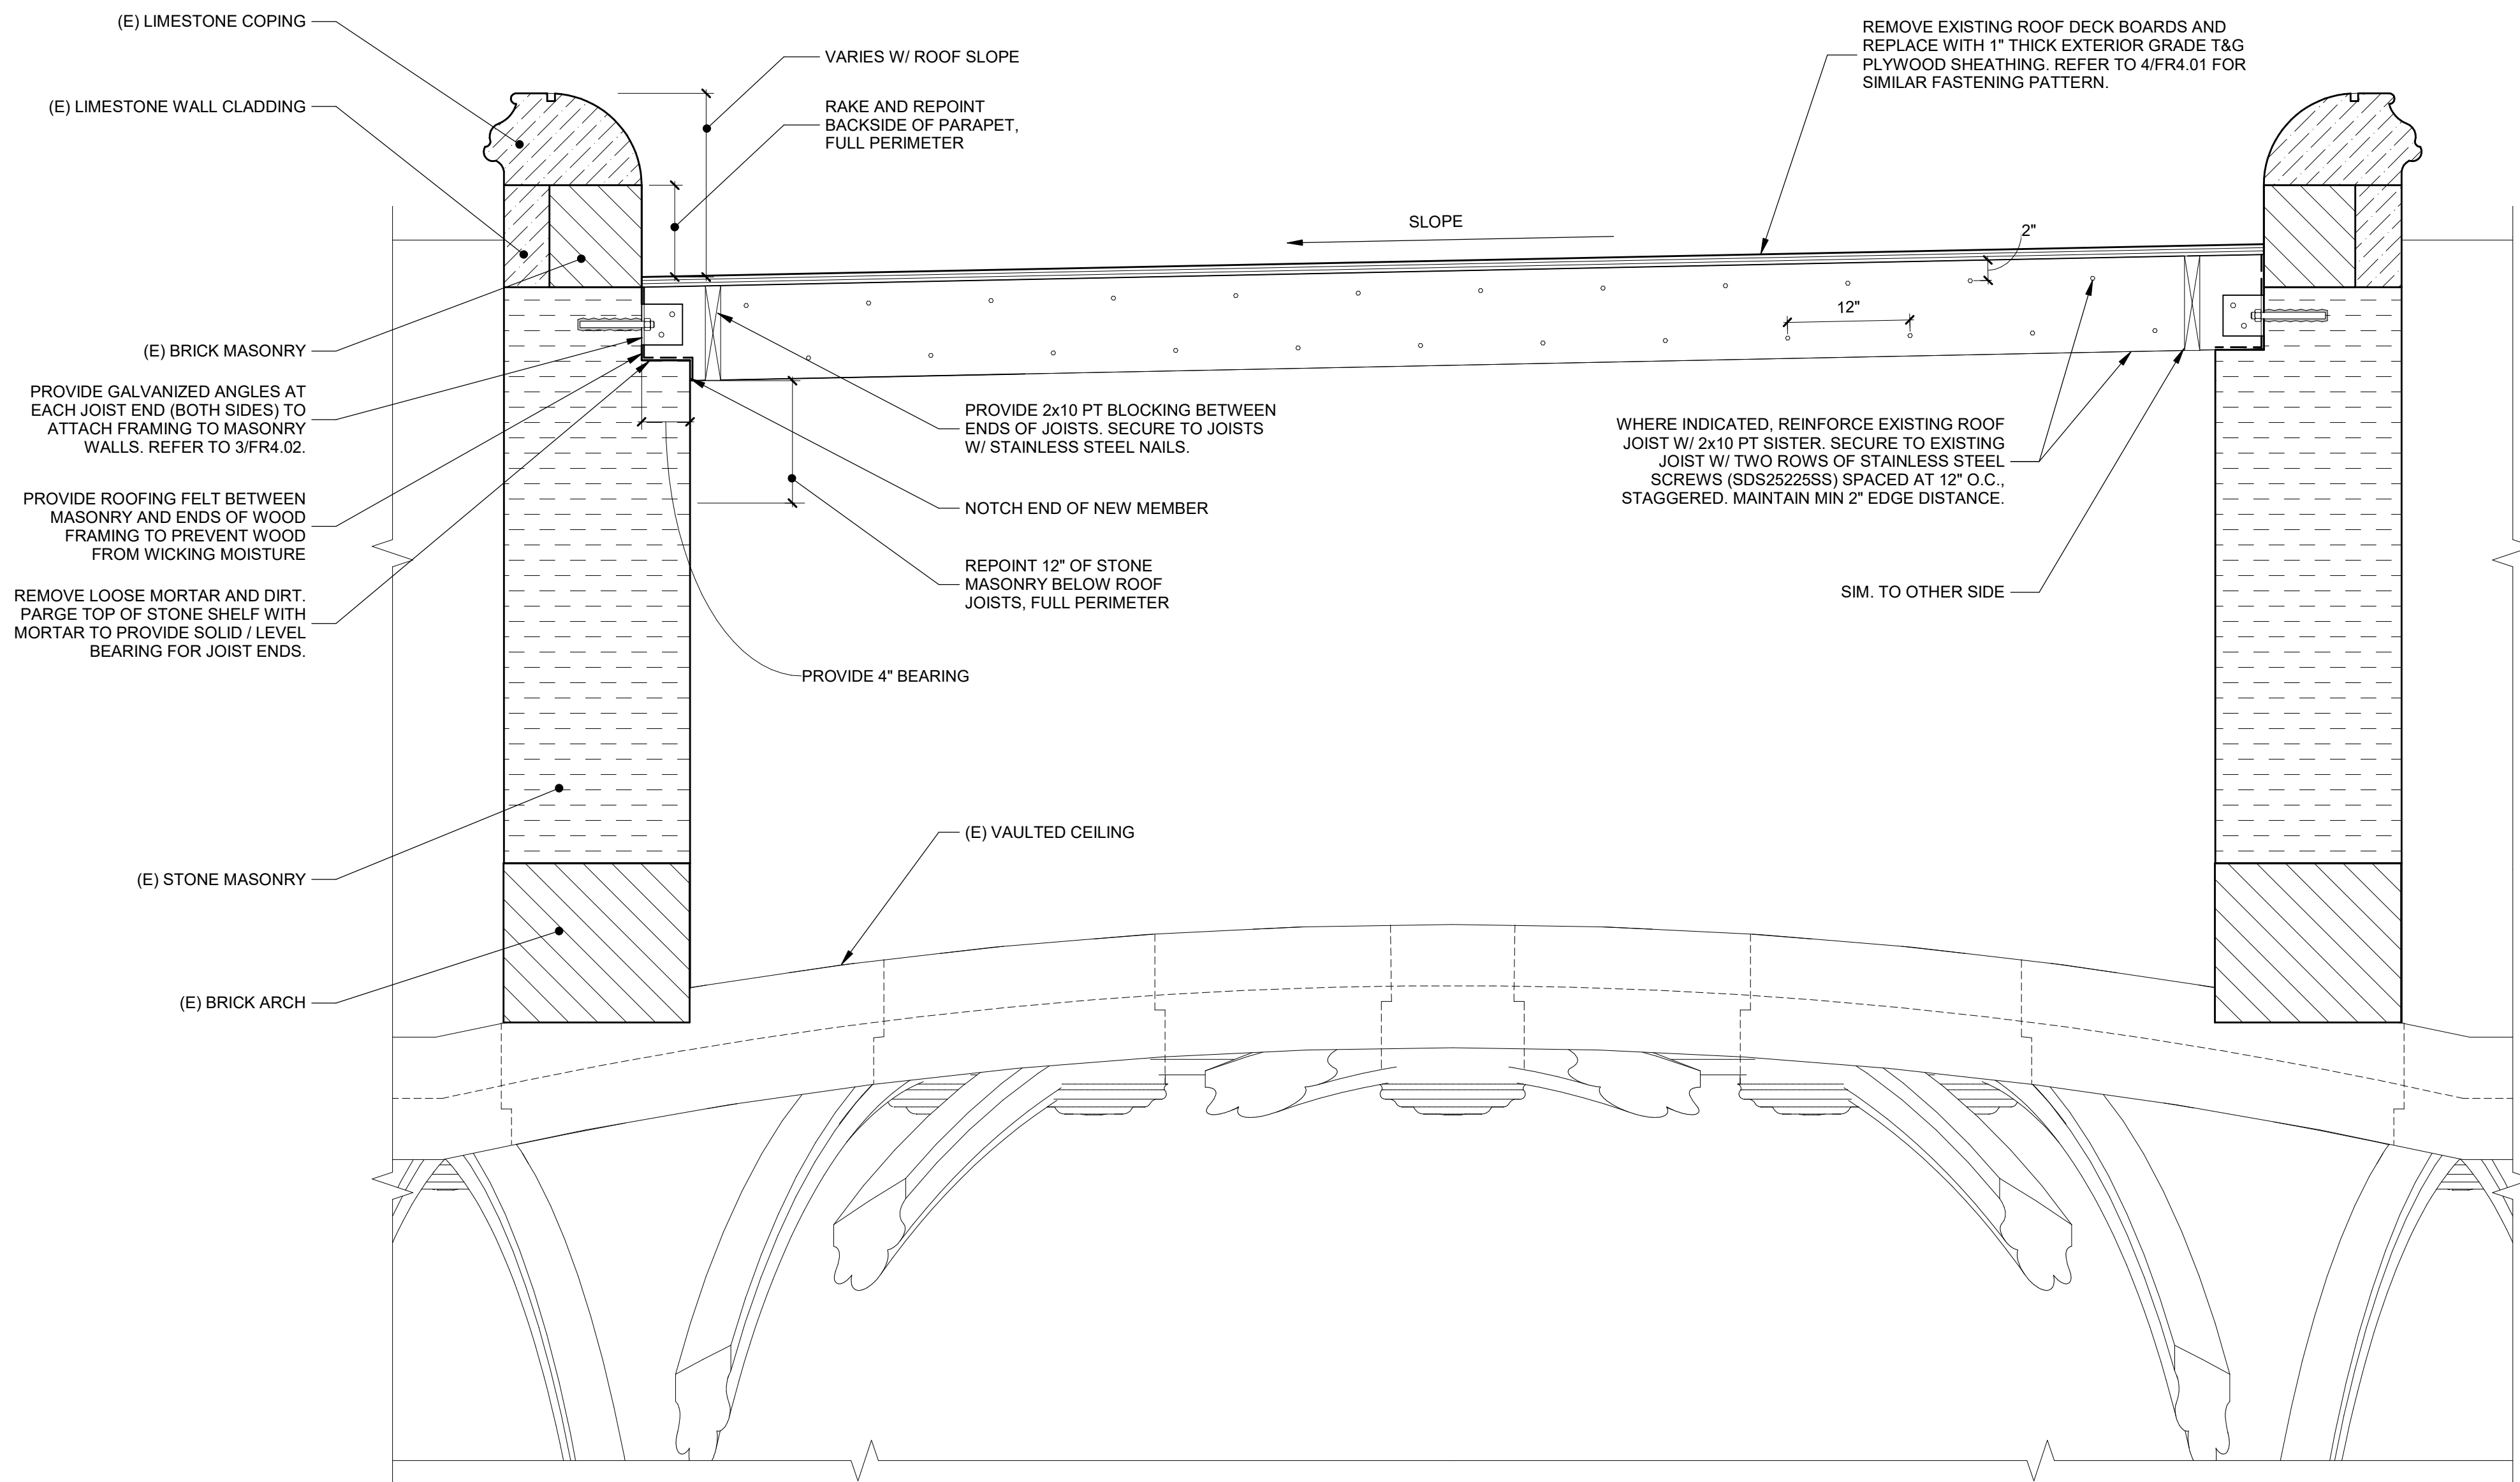 (E) LIMESTONE COPING
(E) LIMESTONE WALL CLADDING
(E) BRICK MASONRY
PROVIDE GALVANIZED ANGLES AT
EACH JOIST END (BOTH SIDES) TO
ATTACH FRAMING TO MASONRY
WALLS. REFER TO 3/FR4.02.
PROVIDE ROOFING FELT BETWEEN
MASONRY AND ENDS OF WOOD
FRAMING TO PREVENT WOOD
FROM WICKING MOISTURE
REMOVE LOOSE MORTAR AND DIRT.
PARGE TOP OF STONE SHELF WITH
MORTAR TO PROVIDE SOLID / LEVEL
BEARING FOR JOIST ENDS.
(E) STONE MASONRY
(E) BRICK ARCH
VARIES W/ ROOF SLOPE
RAKE AND REPOINT
BACKSIDE OF PARAPET,
FULL PERIMETER
SLOPE
PROVIDE 2x10 PT BLOCKING BETWEEN
ENDS OF JOISTS. SECURE TO JOISTS
W/ STAINLESS STEEL NAILS.
NOTCH END OF NEW MEMBER
REPOINT 12" OF STONE
MASONRY BELOW ROOF
JOISTS, FULL PERIMETER
PROVIDE 4" BEARING
(E) VAULTED CEILING
REMOVE EXISTING ROOF DECK BOARDS AND
REPLACE WITH 1" THICK EXTERIOR GRADE T&G
PLYWOOD SHEATHING. REFER TO 4/FR4.01 FOR
SIMILAR FASTENING PATTERN.
2"
12"
WHERE INDICATED, REINFORCE EXISTING ROOF
JOIST W/ 2x10 PT SISTER. SECURE TO EXISTING
JOIST W/ TWO ROWS OF STAINLESS STEEL
SCREWS (SDS25225SS) SPACED AT 12" O.C.,
STAGGERED. MAINTAIN MIN 2" EDGE DISTANCE.
SIM. TO OTHER SIDE